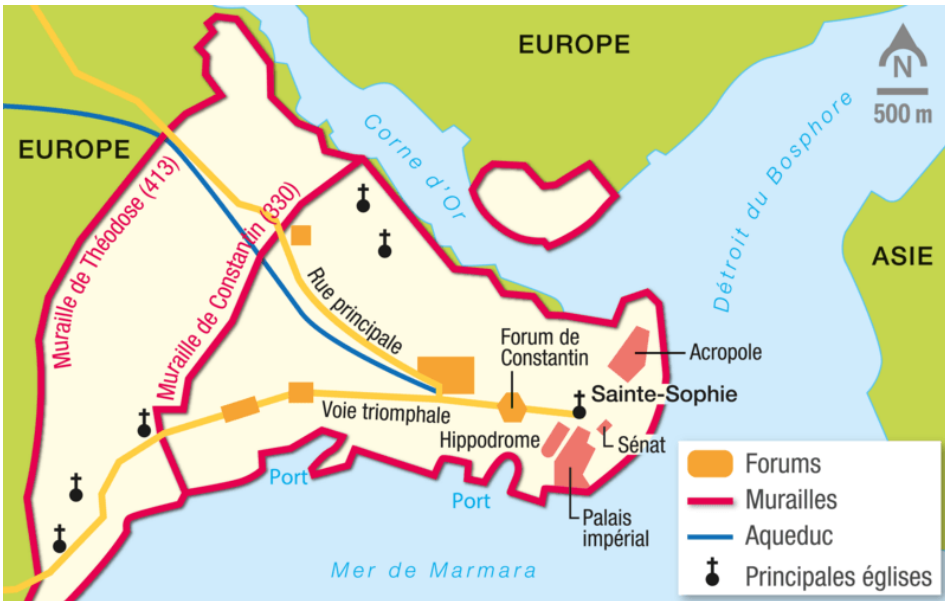 EUROPE
N
500 m
Corne d'Or
Détroit du Bosphore
EUROPE
ASIE
Muraille de Théodose (413)
Muraille de Constantin (330)
Rue principale
Forum de
Constantin
Acropole
Sainte-Sophie
Voie triomphale
Hippodrome
Sénat
Port
Port
Palais
impérial
Mer de Marmara
Forums
Murailles
Aqueduc
Principales églises